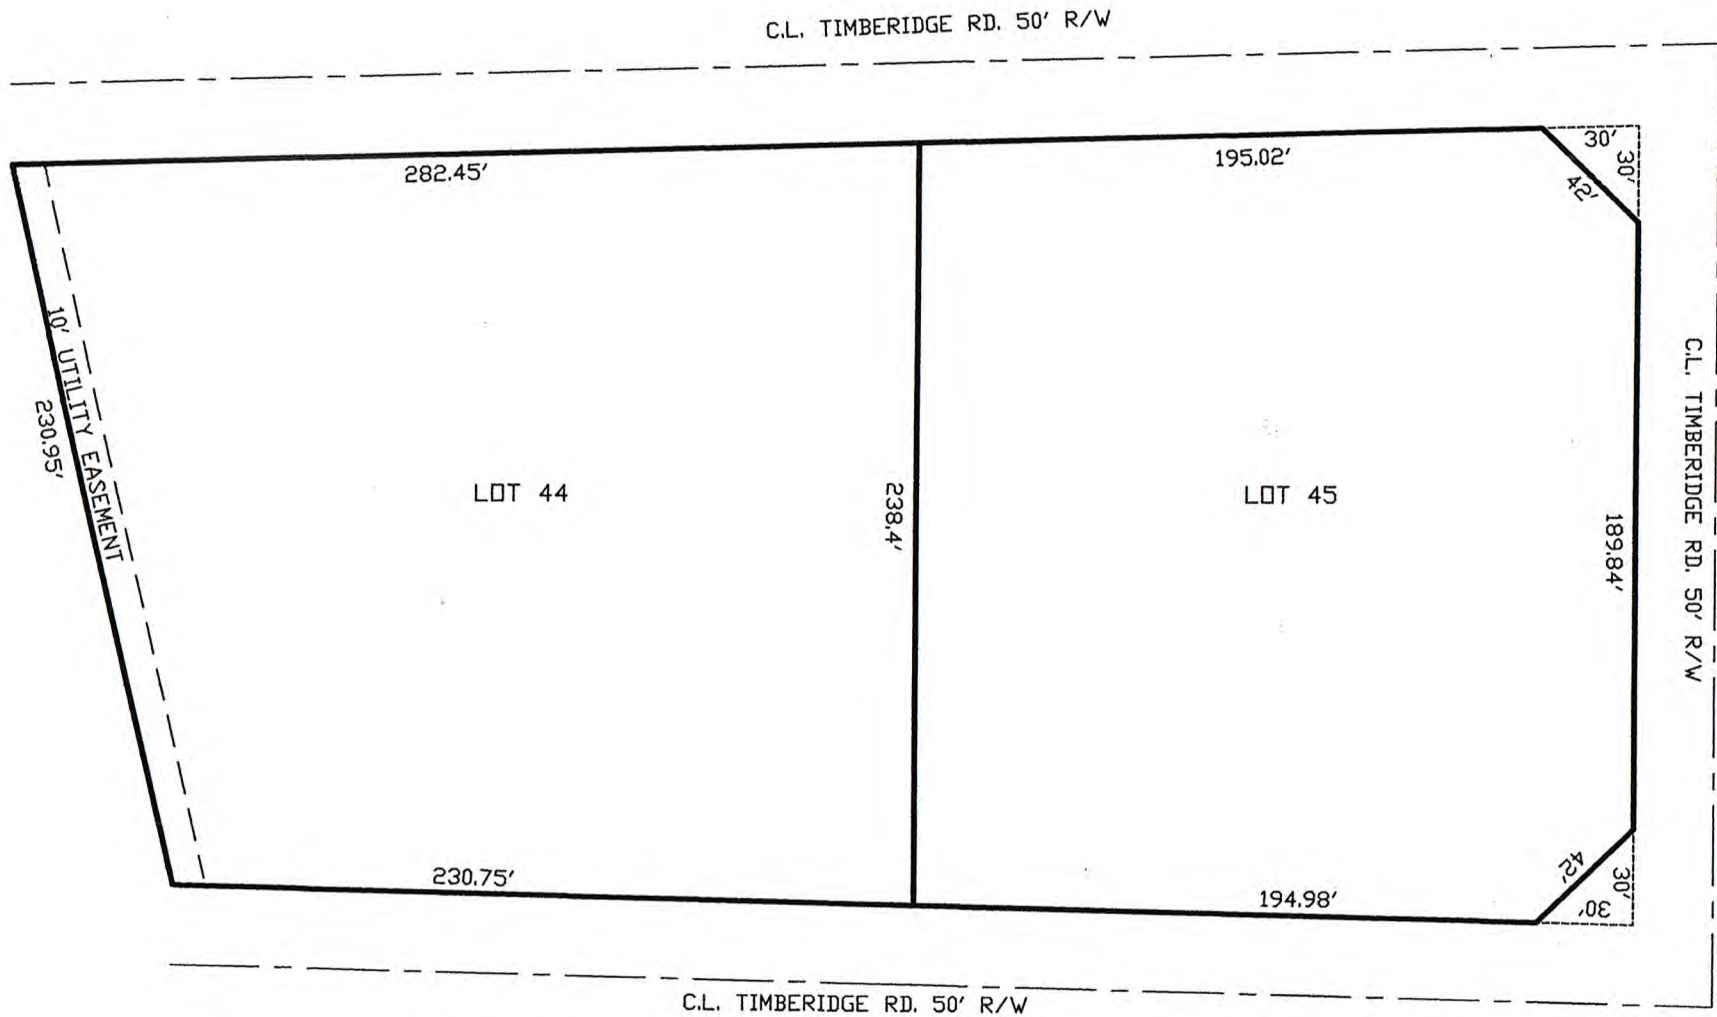 C.L. TIMBERIDGE RD. 50' R/W
282.45'
195.02'
30'
30'
42'
10' UTILITY EASEMENT
230.95'
LOT 44
238.4'
LOT 45
189.84'
C.L. TIMBERIDGE RD. 50' R/W
230.75'
194.98'
42'
30'
30'
C.L. TIMBERIDGE RD. 50' R/W